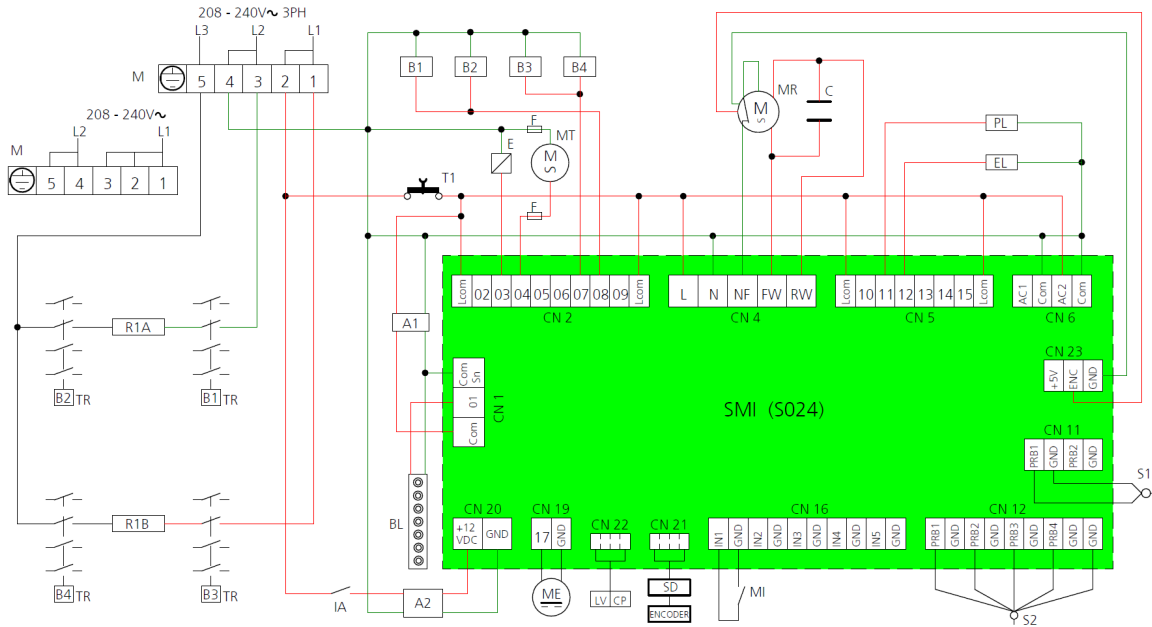 208 - 240V~ 3PH
L3 L2 L1
M 5 4 3 2 1
208 - 240V~
L2 L1
M 5 4 3 2 1
B1 B2 B3 B4
F MT
E M S
T1
F
MR C
M S
PL
EL
Lcom 02 03 04 05 06 07 08 09 Lcom
CN 2
L N NF FW RW
CN 4
Lcom 10 11 12 13 14 15 Lcom
CN 5
AC1 Com AC2 Com
CN 6
A1
R1A
B2 TR B1 TR
Com Sn 01 Com
CN 1
SMI (S024)
CN 23
+5V ENC GND
CN 11
PRB1 GND PRB2 GND
S1
R1B
B4 TR B3 TR
BL
CN 20
+12 VDC GND
CN 19
17 GND
CN 22
CN 21
CN 16
IN1 GND IN2 GND IN3 GND IN4 GND IN5 GND
CN 12
PRB1 GND PRB2 GND PRB3 GND PRB4 GND GND
IA A2
ME
LV CP
SD
ENCODER
MI
S2